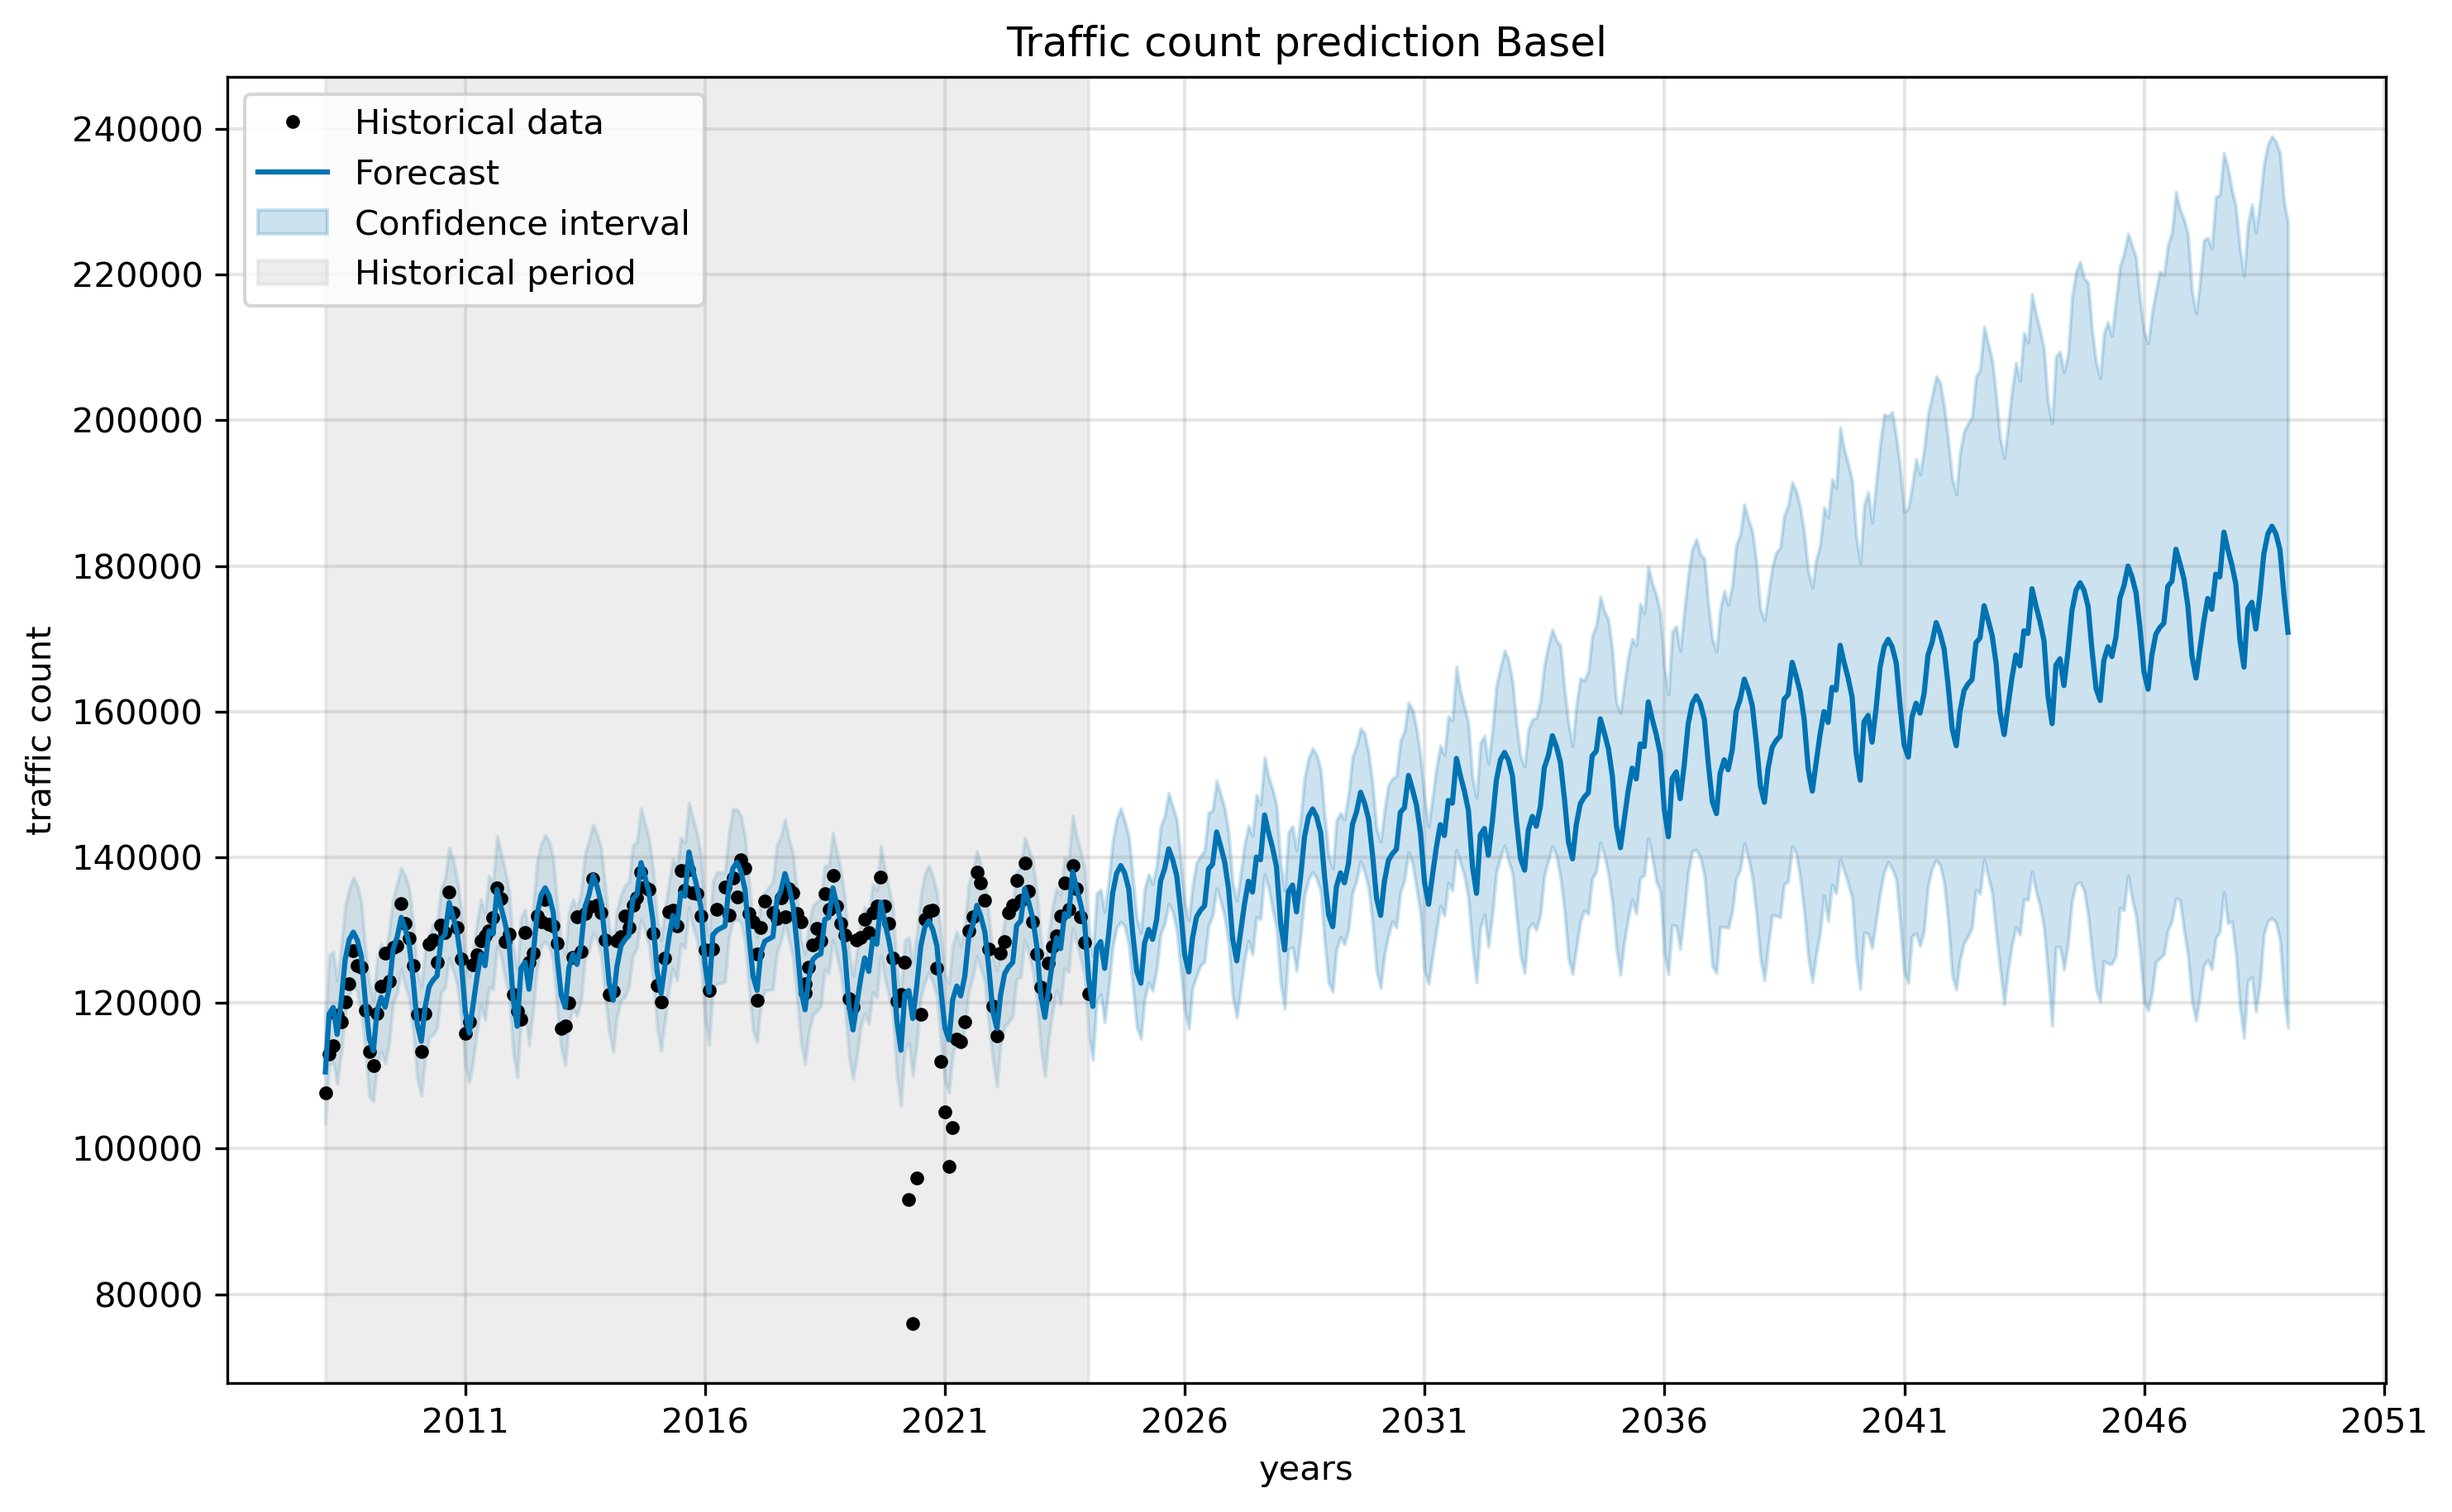 Traffic count prediction Basel
Historical data
Forecast
Confidence interval
Historical period
240000
220000
200000
180000
160000
140000
120000
100000
80000
traffic count
2011 2016 2021 2026 2031 2036 2041 2046 2051
years